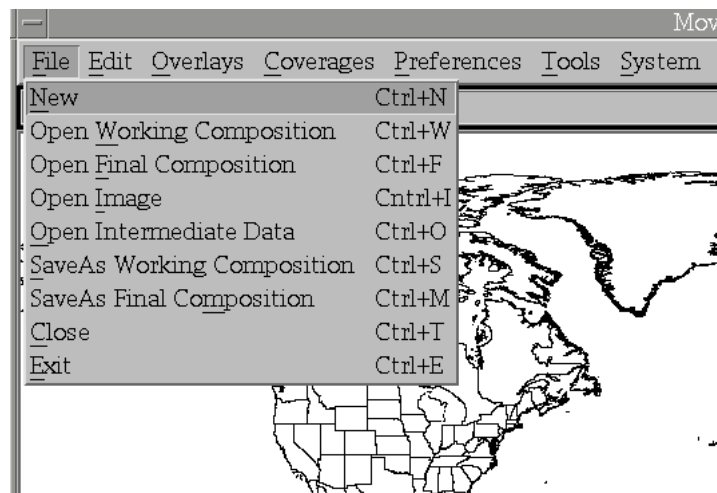 Mov
File Edit Overlays Coverages Preferences Tools System
New Ctrl+N
Open Working Composition Ctrl+W
Open Final Composition Ctrl+F
Open Image Cntrl+I
Open Intermediate Data Ctrl+O
SaveAs Working Composition Ctrl+S
SaveAs Final Composition Ctrl+M
Close Ctrl+T
Exit Ctrl+E